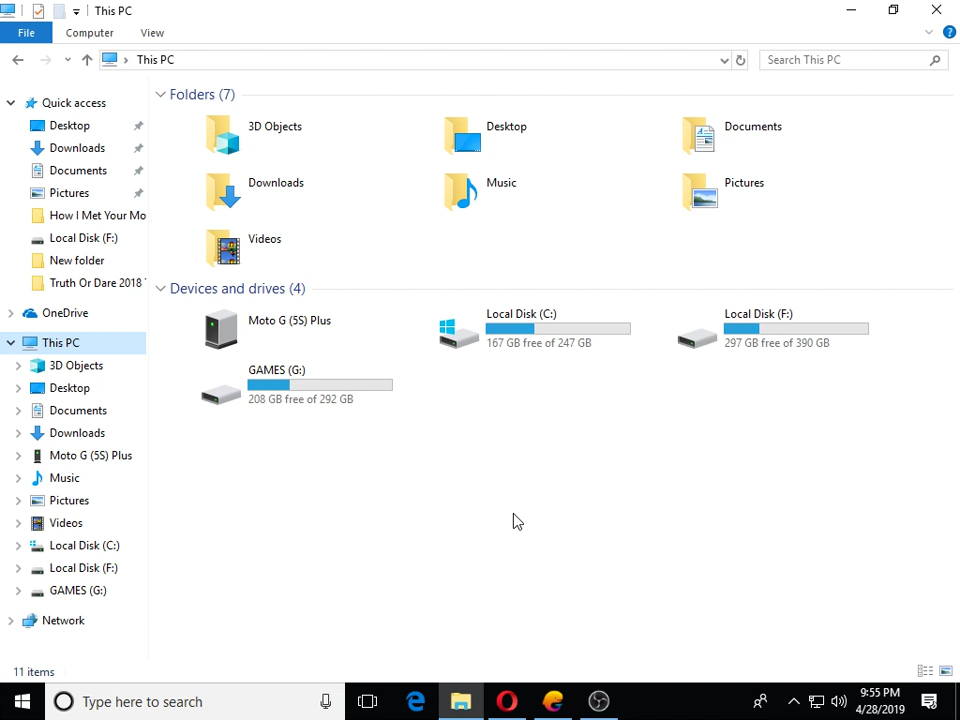 This PC
File
Computer
View
This PC
Search This PC
Quick access
Desktop
Downloads
Documents
Pictures
How I Met Your Mo
Local Disk (F:)
New folder
Truth Or Dare 2018
OneDrive
This PC
3D Objects
Desktop
Documents
Downloads
Moto G (5S) Plus
Music
Pictures
Videos
Local Disk (C:)
Local Disk (F:)
GAMES (G:)
Network
Folders (7)
3D Objects
Desktop
Documents
Downloads
Music
Pictures
Videos
Devices and drives (4)
Moto G (5S) Plus
Local Disk (C:)
167 GB free of 247 GB
Local Disk (F:)
297 GB free of 390 GB
GAMES (G:)
208 GB free of 292 GB
11 items
Type here to search
9:55 PM
4/28/2019